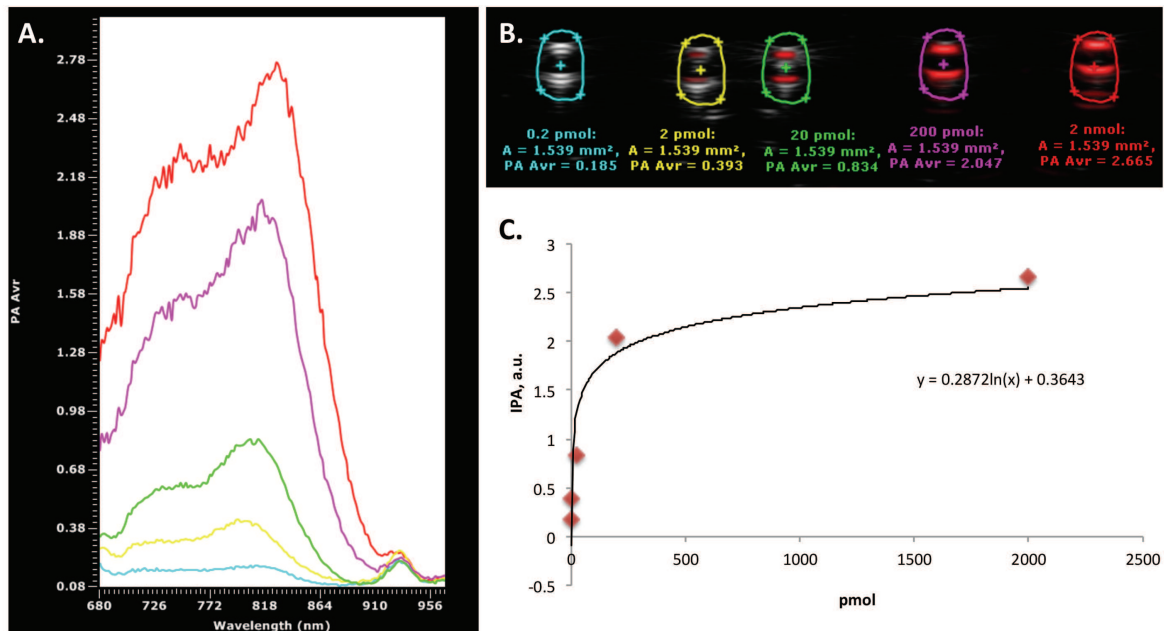 A.
2.78
2.48
2.18
1.88
1.58
1.28
0.98
0.68
0.38
0.08
PA Avr
680 726 772 818 864 910 956
Wavelength (nm)
B.
0.2 pmol:
A = 1.539 mm²,
PA Avr = 0.185
2 pmol:
A = 1.539 mm²,
PA Avr = 0.393
20 pmol:
A = 1.539 mm²,
PA Avr = 0.834
200 pmol:
A = 1.539 mm²,
PA Avr = 2.047
2 nmol:
A = 1.539 mm²,
PA Avr = 2.665
C.
3
2.5
2
1.5
1
0.5
0
-0.5
IPA, a.u.
y = 0.2872ln(x) + 0.3643
0 500 1000 1500 2000 2500
pmol